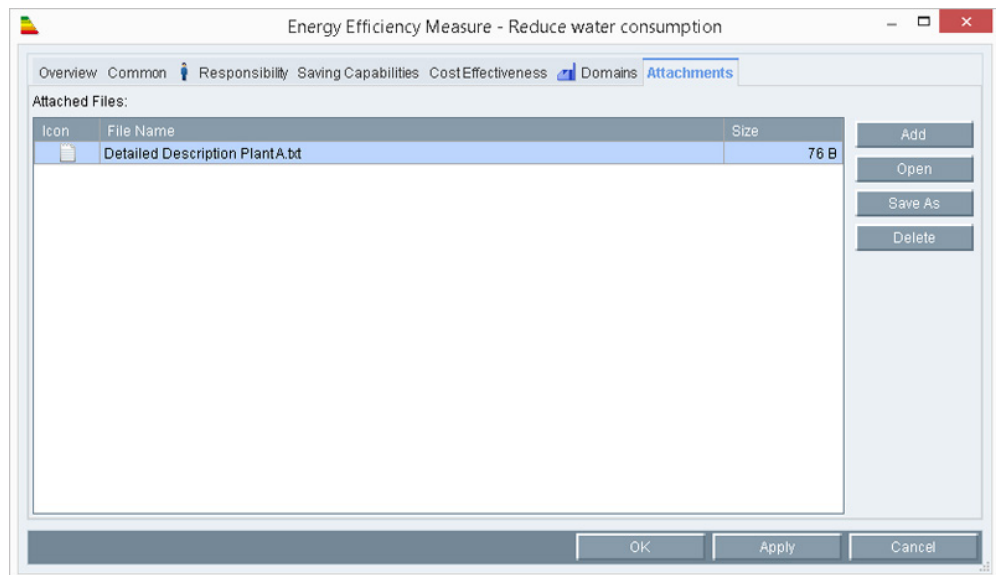 Energy Efficiency Measure - Reduce water consumption
Overview Common Responsibility Saving Capabilities Cost Effectiveness Domains Attachments
Attached Files:
Icon File Name Size
Detailed Description PlantA.txt 76 B
Add
Open
Save As
Delete
OK Apply Cancel